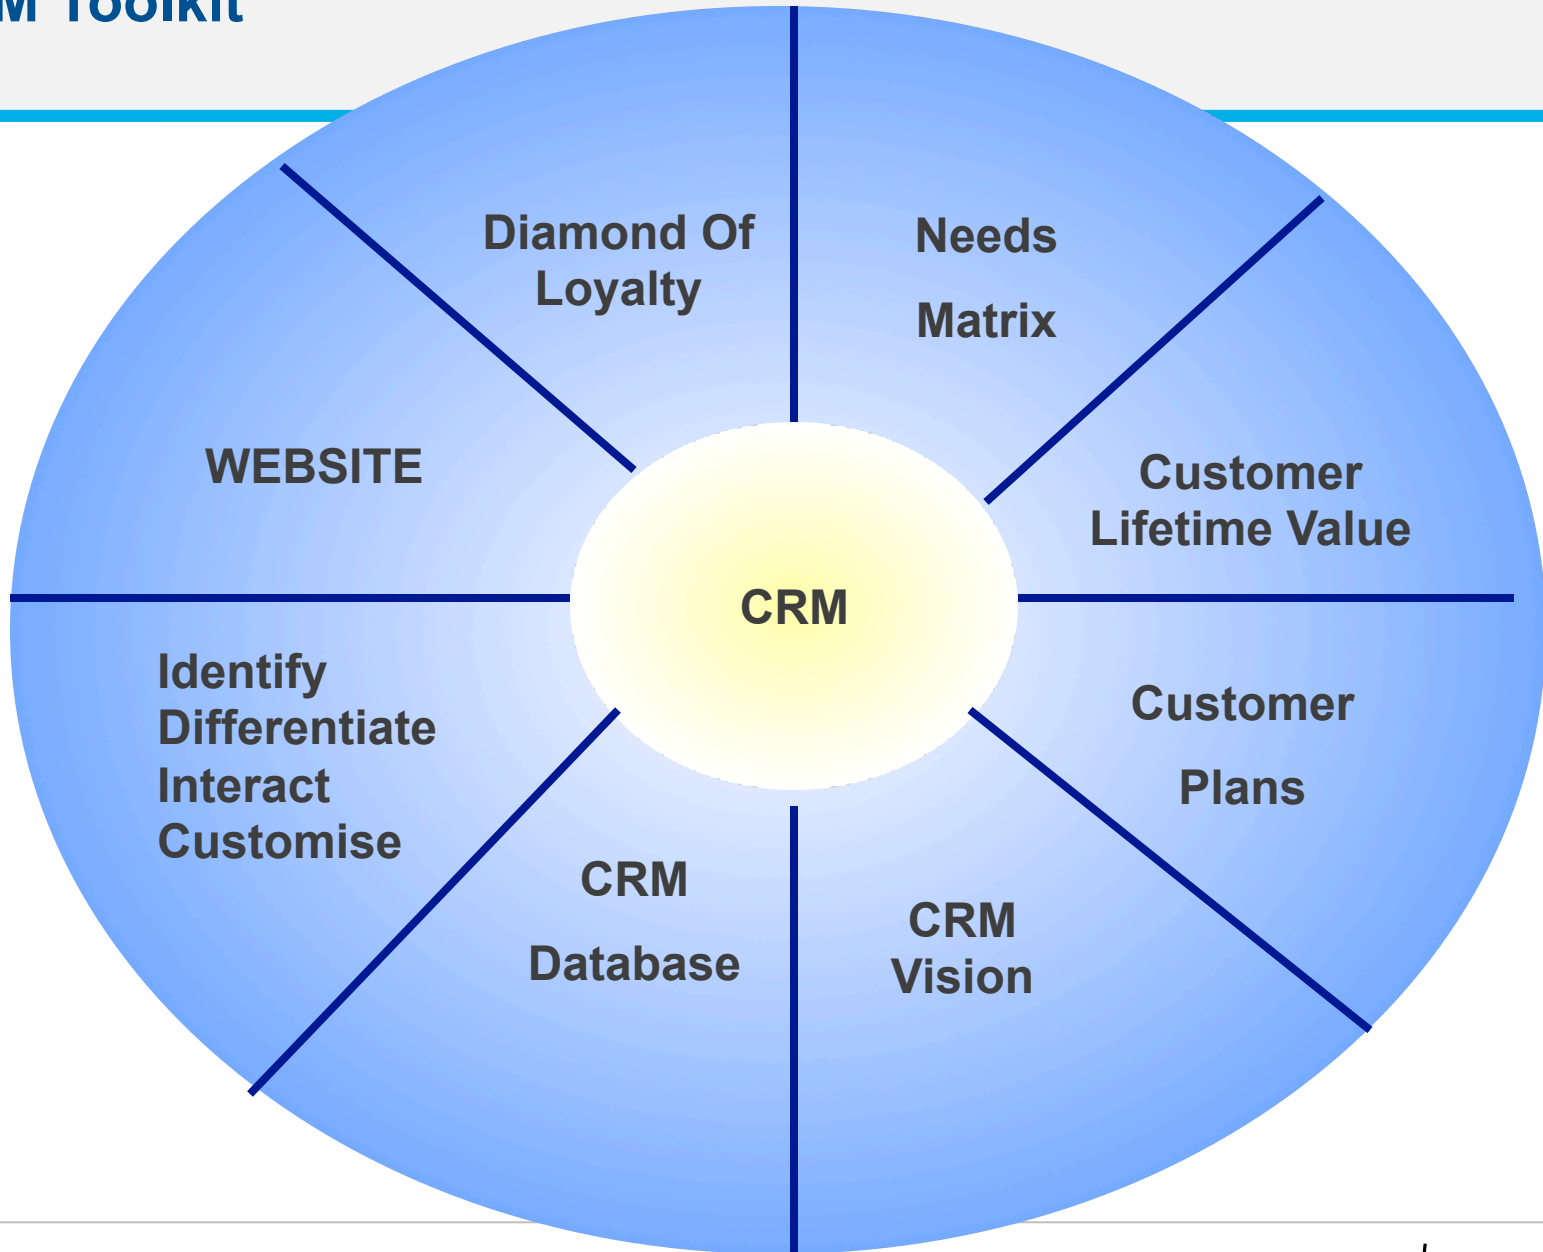 M Toolkit
Diamond Of
Loyalty
Needs
Matrix
WEBSITE
Customer
Lifetime Value
CRM
Identify
Differentiate
Interact
Customise
Customer
Plans
CRM
Database
CRM
Vision